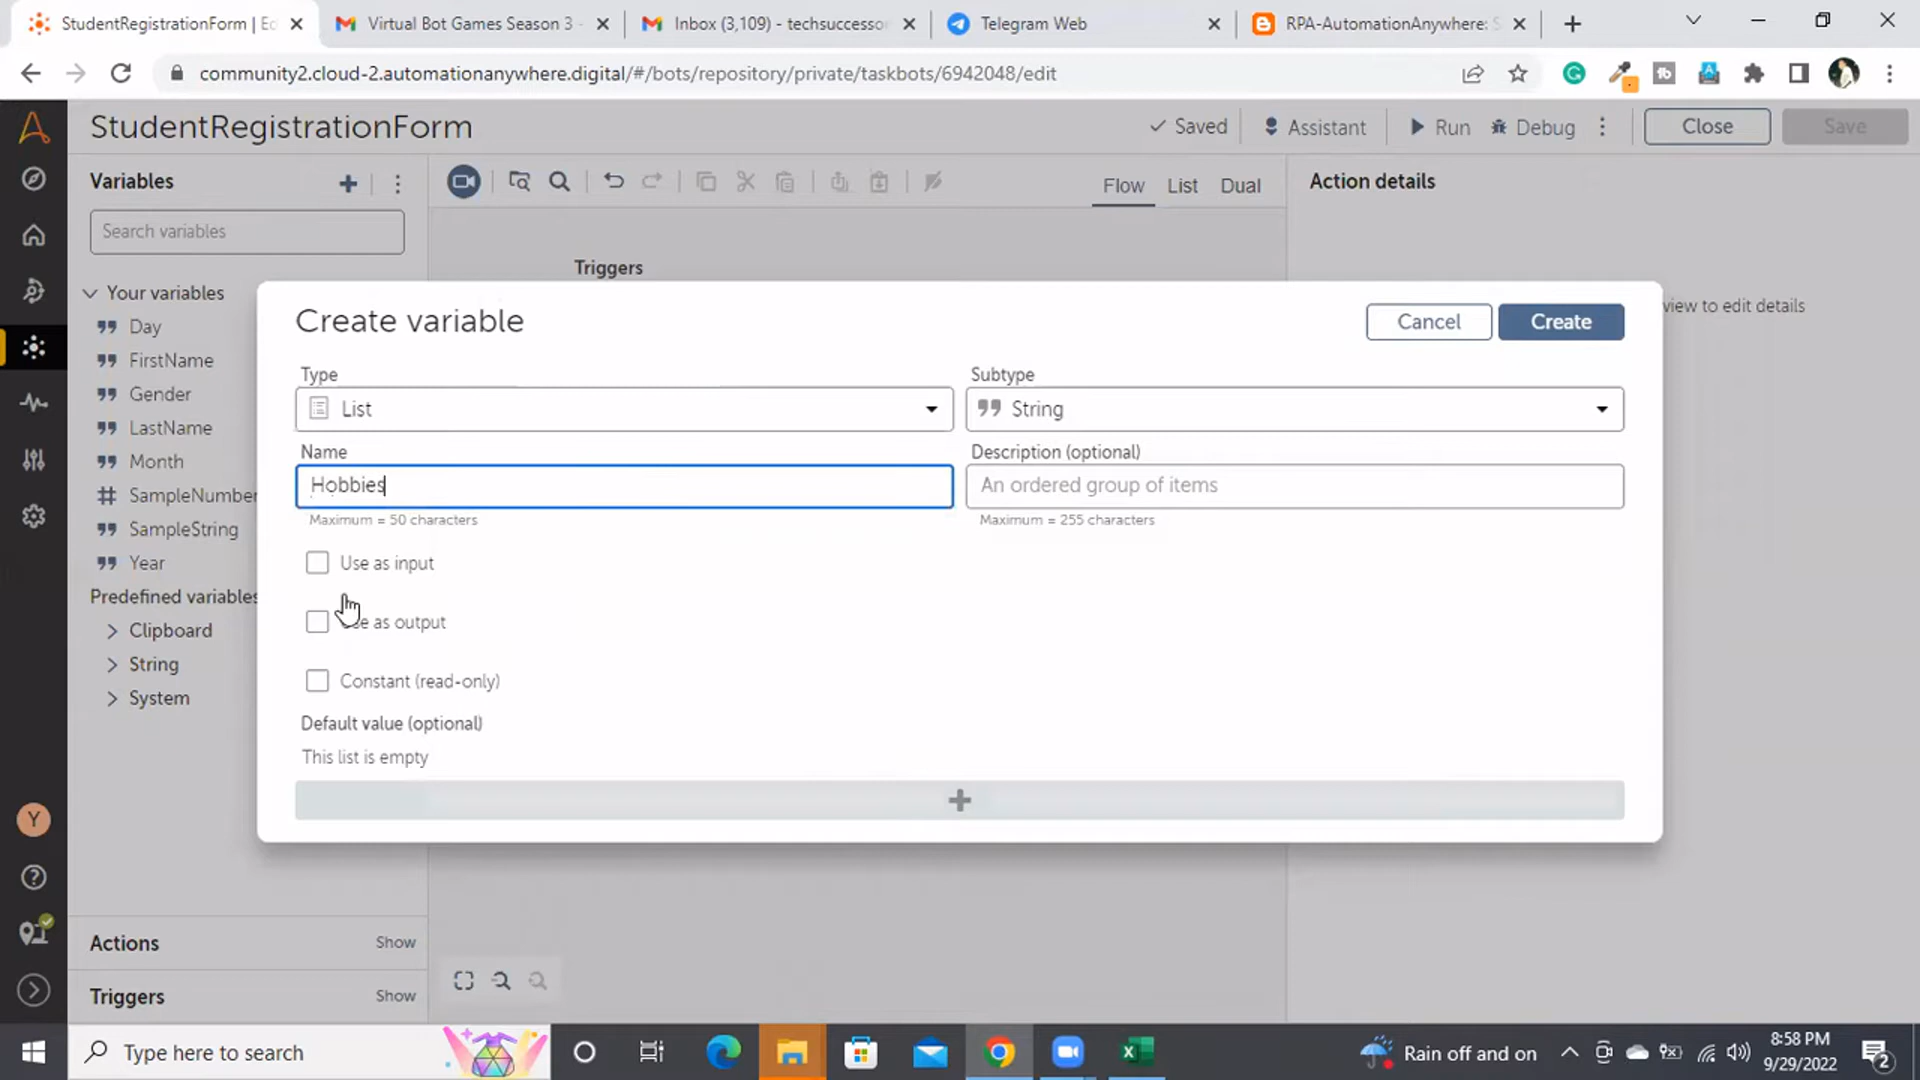 StudentRegistrationForm | Ed
Virtual Bot Games Season 3 -
Inbox (3,109) - techsuccessor
Telegram Web
RPA-AutomationAnywhere: S
community2.cloud-2.automationanywhere.digital/#/bots/repository/private/taskbots/6942048/edit
StudentRegistrationForm
Saved
Assistant
Run
Debug
Close
Save
Variables
Flow
List
Dual
Action details
Search variables
Triggers
Your variables
Day
FirstName
Gender
LastName
Month
SampleNumber
SampleString
Year
Predefined variables
Clipboard
String
System
view to edit details
Create variable
Cancel
Create
Type
Subtype
List
String
Name
Description (optional)
Hobbies
An ordered group of items
Maximum = 50 characters
Maximum = 255 characters
Use as input
Use as output
Constant (read-only)
Default value (optional)
This list is empty
Y
Actions
Show
Triggers
Show
Type here to search
Rain off and on
8:58 PM
9/29/2022
2